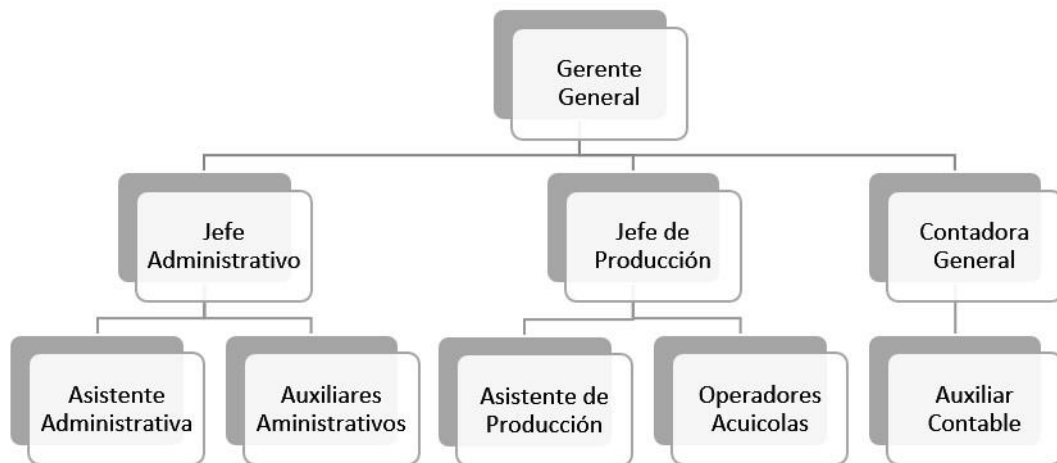 Gerente
General
Jefe
Administrativo
Jefe de
Producción
Contadora
General
Asistente
Administrativa
Auxiliares
Aministrativos
Asistente de
Producción
Operadores
Acuicolas
Auxiliar
Contable